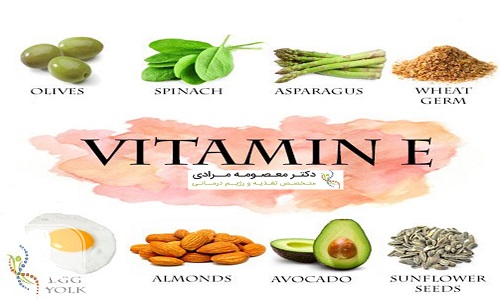 OLIVES
SPINACH
ASPARAGUS
WHEAT
GERM
VITAMIN E
دکتر معصومه مرادی
متخصص تغذیه و رژیم درمانی
EGG
YOLK
ALMONDS
AVOCADO
SUNFLOWER
SEEDS